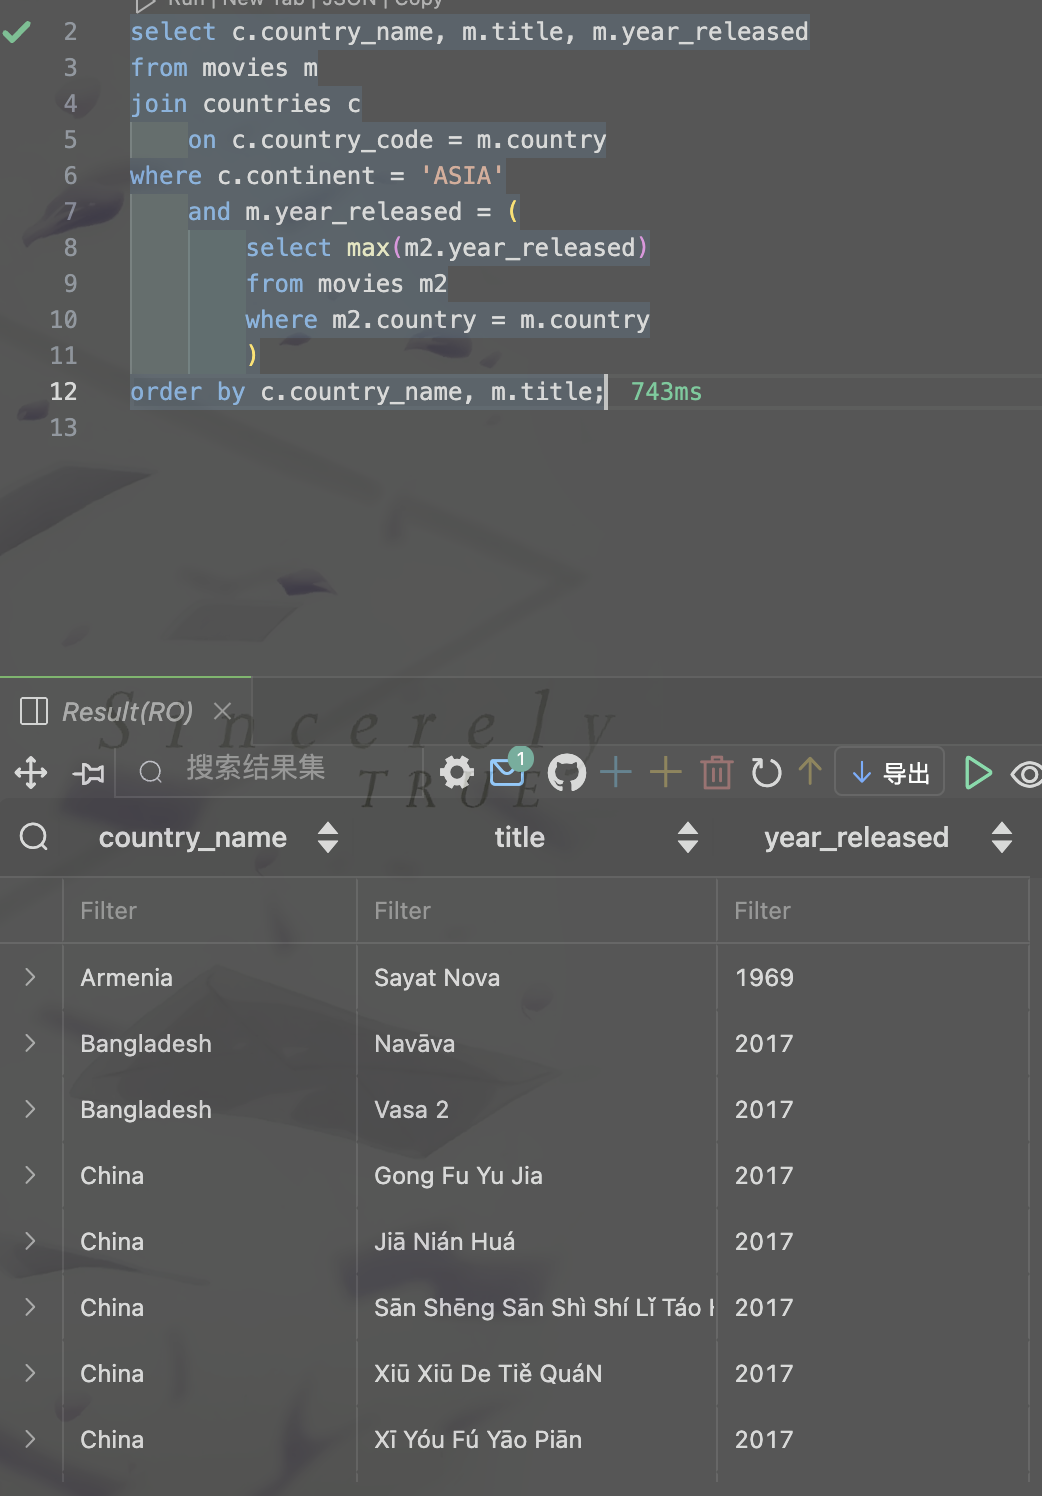 Run | New Tab | JSON | Copy
2 select c.country_name, m.title, m.year_released
3 from movies m
4 join countries c
5 on c.country_code = m.country
6 where c.continent = 'ASIA'
7 and m.year_released = (
8 select max(m2.year_released)
9 from movies m2
10 where m2.country = m.country
11 )
12 order by c.country_name, m.title; 743ms
13
Sincerely
Result(RO)
搜索结果集 1 导出
TRUE
country_name title year_released
Filter Filter Filter
Armenia Sayat Nova 1969
Bangladesh Navāva 2017
Bangladesh Vasa 2 2017
China Gong Fu Yu Jia 2017
China Jiā Nián Huá 2017
China Sān Shēng Sān Shì Shí Lǐ Táo 2017
China Xiū Xiū De Tiě QuáN 2017
China Xī Yóu Fú Yāo Piān 2017